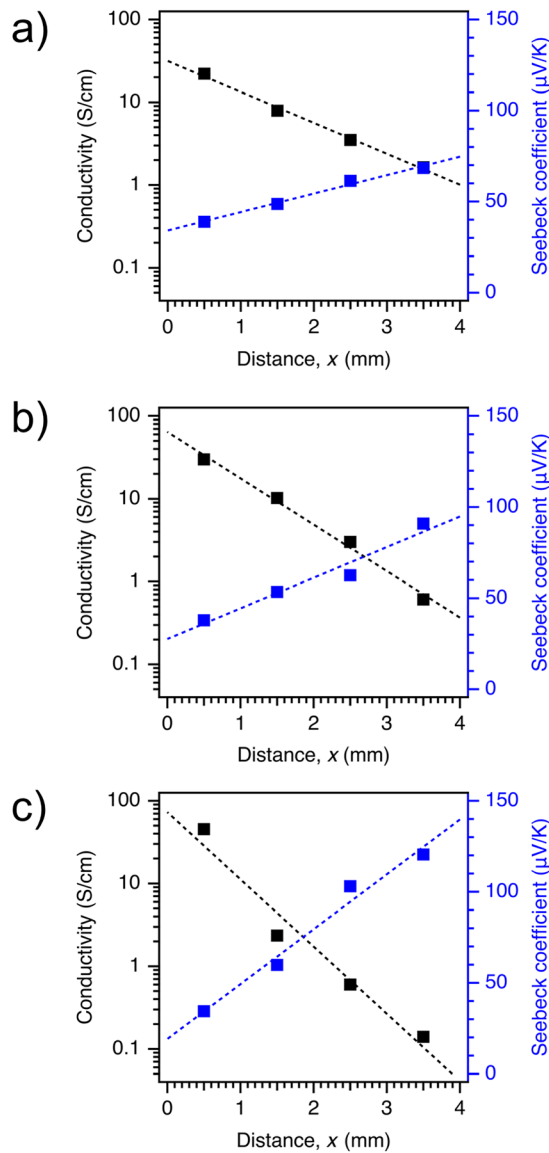 a)
Conductivity (S/cm)
100
10
1
0.1
150
100
50
0
Seebeck coefficient (µV/K)
0 1 2 3 4
Distance, x (mm)
b)
Conductivity (S/cm)
100
10
1
0.1
150
100
50
0
Seebeck coefficient (µV/K)
0 1 2 3 4
Distance, x (mm)
c)
Conductivity (S/cm)
100
10
1
0.1
150
100
50
0
Seebeck coefficient (µV/K)
0 1 2 3 4
Distance, x (mm)